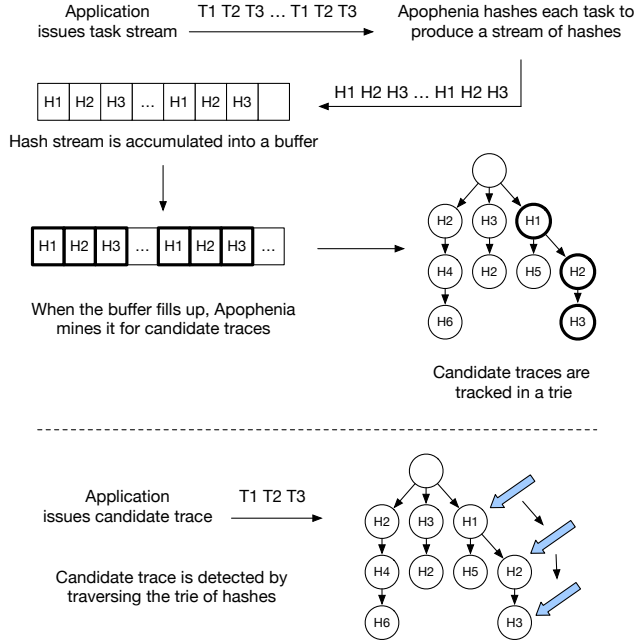 Application
issues task stream
T1 T2 T3 … T1 T2 T3
Apophenia hashes each task to
produce a stream of hashes
H1 H2 H3 … H1 H2 H3
H1 H2 H3 … H1 H2 H3
Hash stream is accumulated into a buffer
H1 H2 H3 … H1 H2 H3 …
When the buffer fills up, Apophenia
mines it for candidate traces
H2 H3 H1
H4 H2 H5 H2
H6 H3
Candidate traces are
tracked in a trie
Application
issues candidate trace
T1 T2 T3
Candidate trace is detected by
traversing the trie of hashes
H2 H3 H1
H4 H2 H5 H2
H6 H3